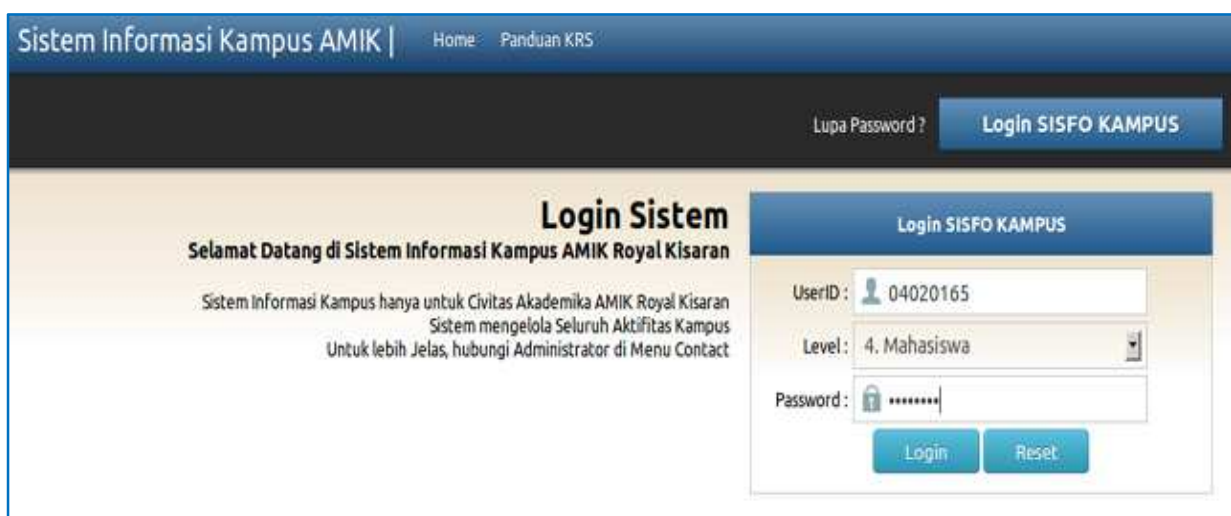 Sistem Informasi Kampus AMIK | Home Panduan KRS
Lupa Password ? Login SISFO KAMPUS
Login Sistem
Selamat Datang di Sistem Informasi Kampus AMIK Royal Kisaran
Sistem Informasi Kampus hanya untuk Civitas Akademika AMIK Royal Kisaran
Sistem mengelola Seluruh Aktifitas Kampus
Untuk lebih Jelas, hubungi Administrator di Menu Contact
Login SISFO KAMPUS
UserID : 04020165
Level : 4. Mahasiswa
Password : ••••••••
Login Reset